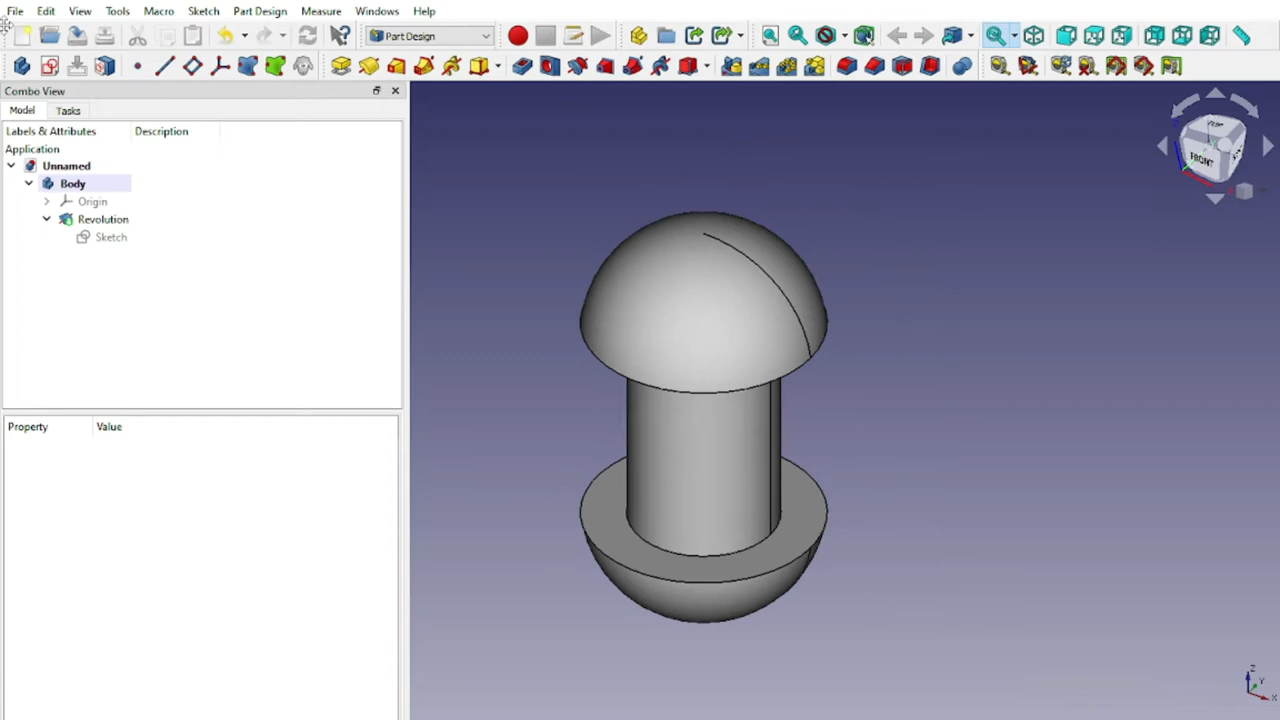 File Edit View Tools Macro Sketch Part Design Measure Windows Help
Part Design
Combo View
Model Tasks
Labels & Attributes Description
Application
Unnamed
Body
Origin
Revolution
Sketch
Property Value
FRONT
Z
Y
X